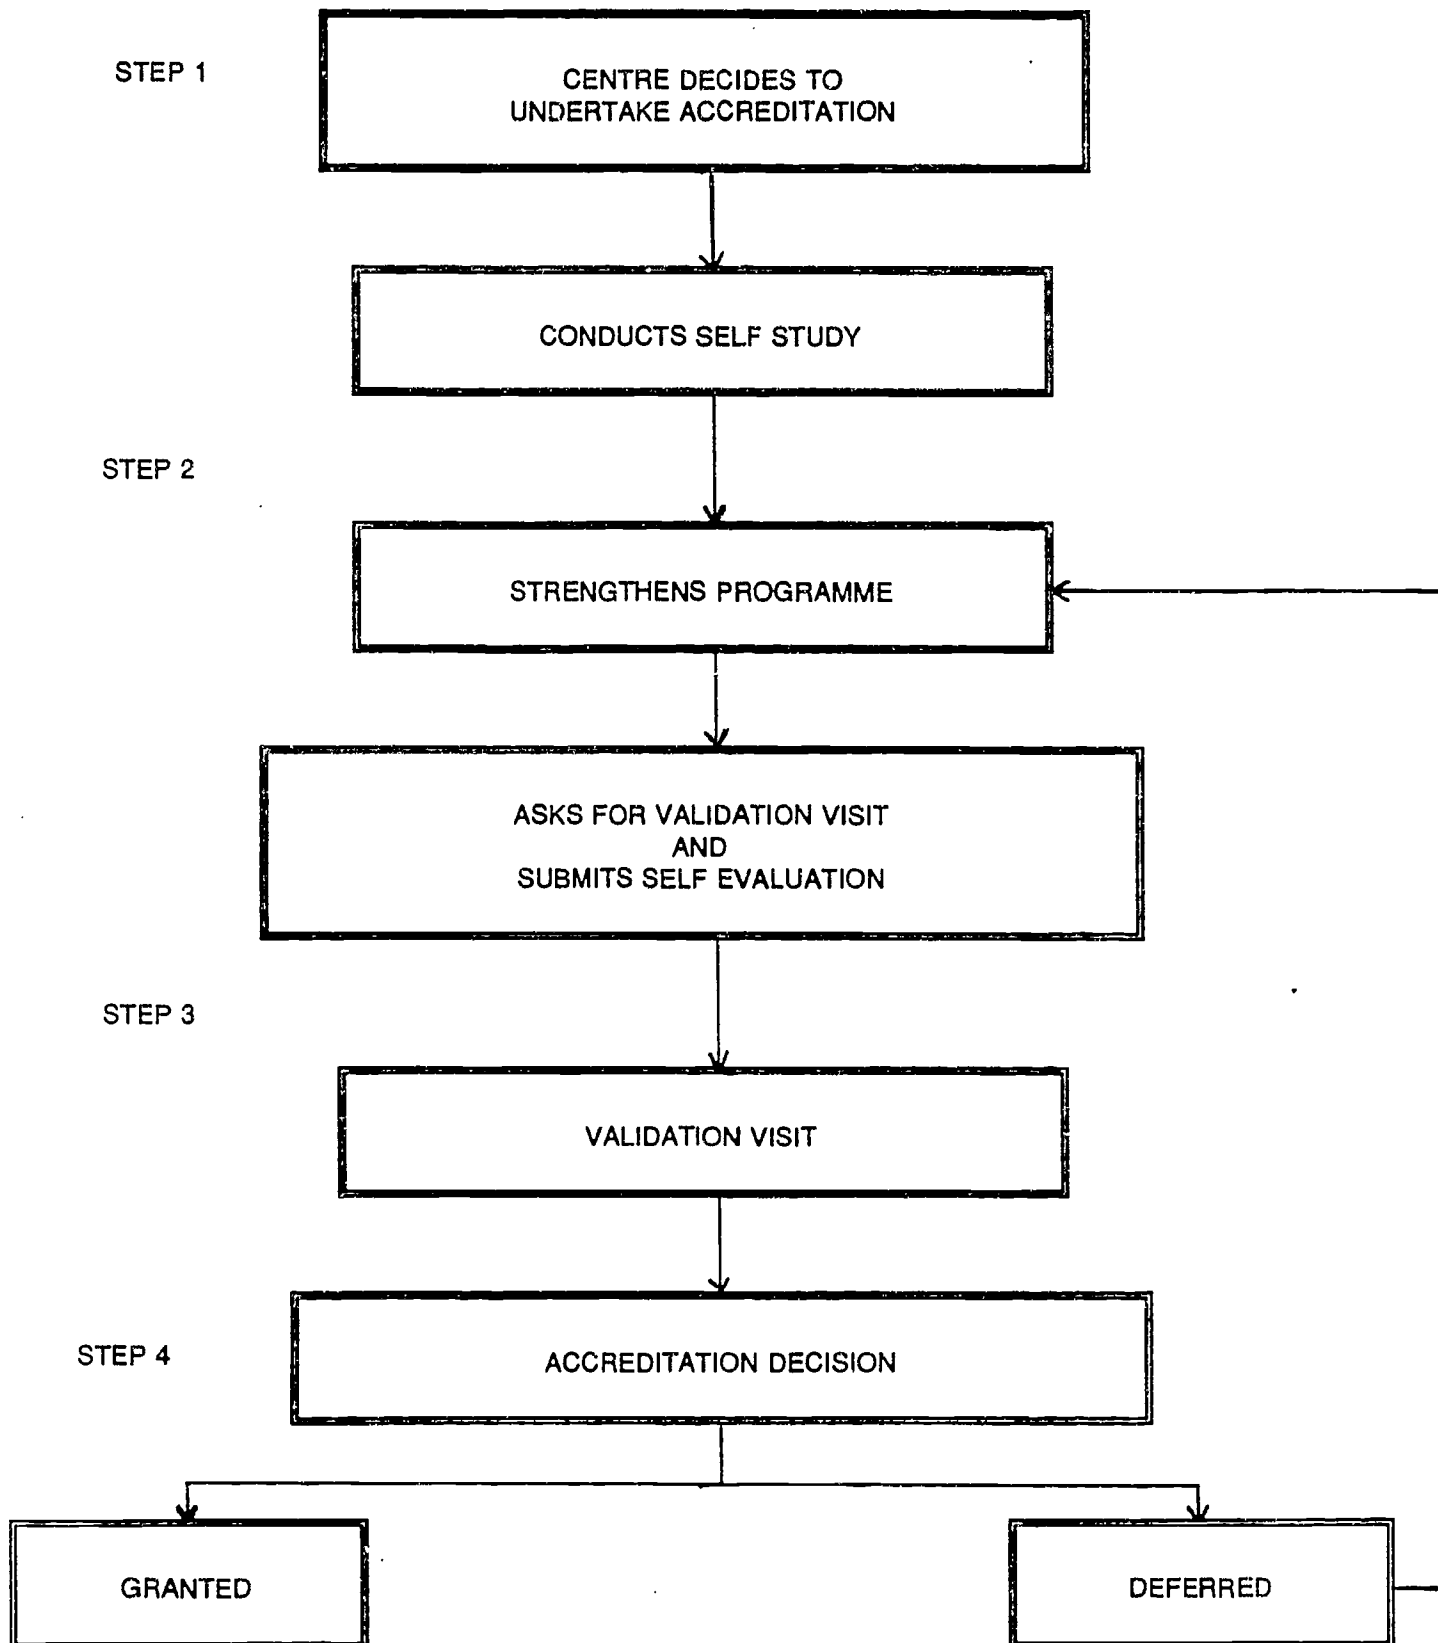 STEP 1
CENTRE DECIDES TO
UNDERTAKE ACCREDITATION
CONDUCTS SELF STUDY
STEP 2
STRENGTHENS PROGRAMME
ASKS FOR VALIDATION VISIT
AND
SUBMITS SELF EVALUATION
STEP 3
VALIDATION VISIT
STEP 4
ACCREDITATION DECISION
GRANTED
DEFERRED